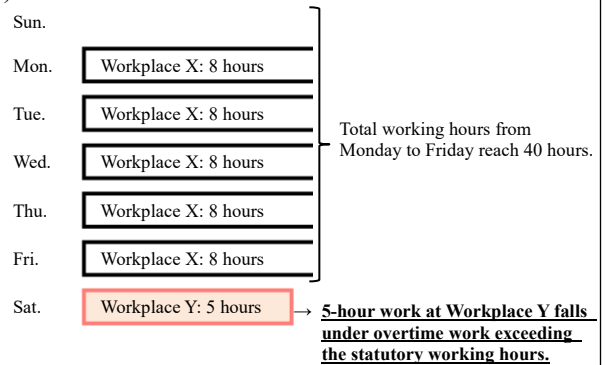 Sun.
Mon. Workplace X: 8 hours
Tue. Workplace X: 8 hours
Wed. Workplace X: 8 hours
Thu. Workplace X: 8 hours
Fri. Workplace X: 8 hours
Total working hours from
Monday to Friday reach 40 hours.
Sat. Workplace Y: 5 hours →
5-hour work at Workplace Y falls
under overtime work exceeding
the statutory working hours.